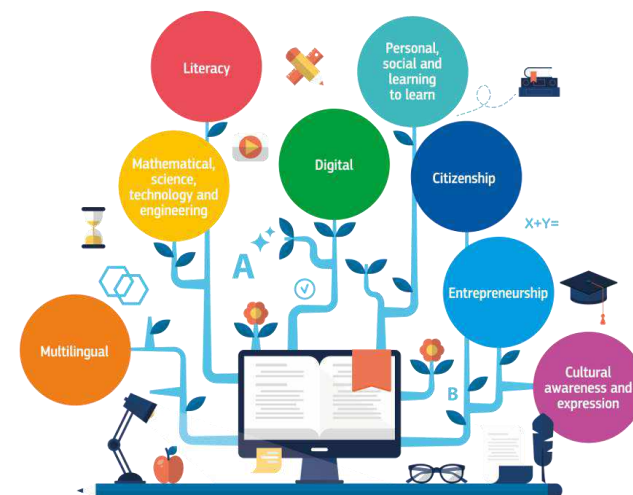 Literacy
Personal,
social and
learning
to learn
Mathematical,
science,
technology and
engineering
Digital
Citizenship
X+Y=
A
Entrepreneurship
Multilingual
Cultural
awareness and
expression
B